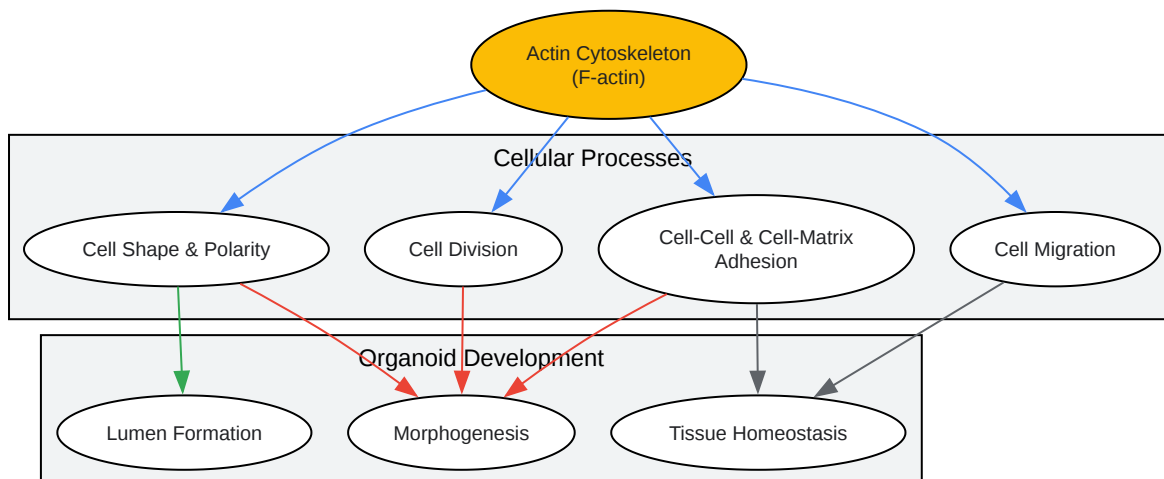 Actin Cytoskeleton
(F-actin)
Cellular Processes
Cell Shape & Polarity
Cell Division
Cell-Cell & Cell-Matrix
Adhesion
Cell Migration
Organoid Development
Lumen Formation
Morphogenesis
Tissue Homeostasis